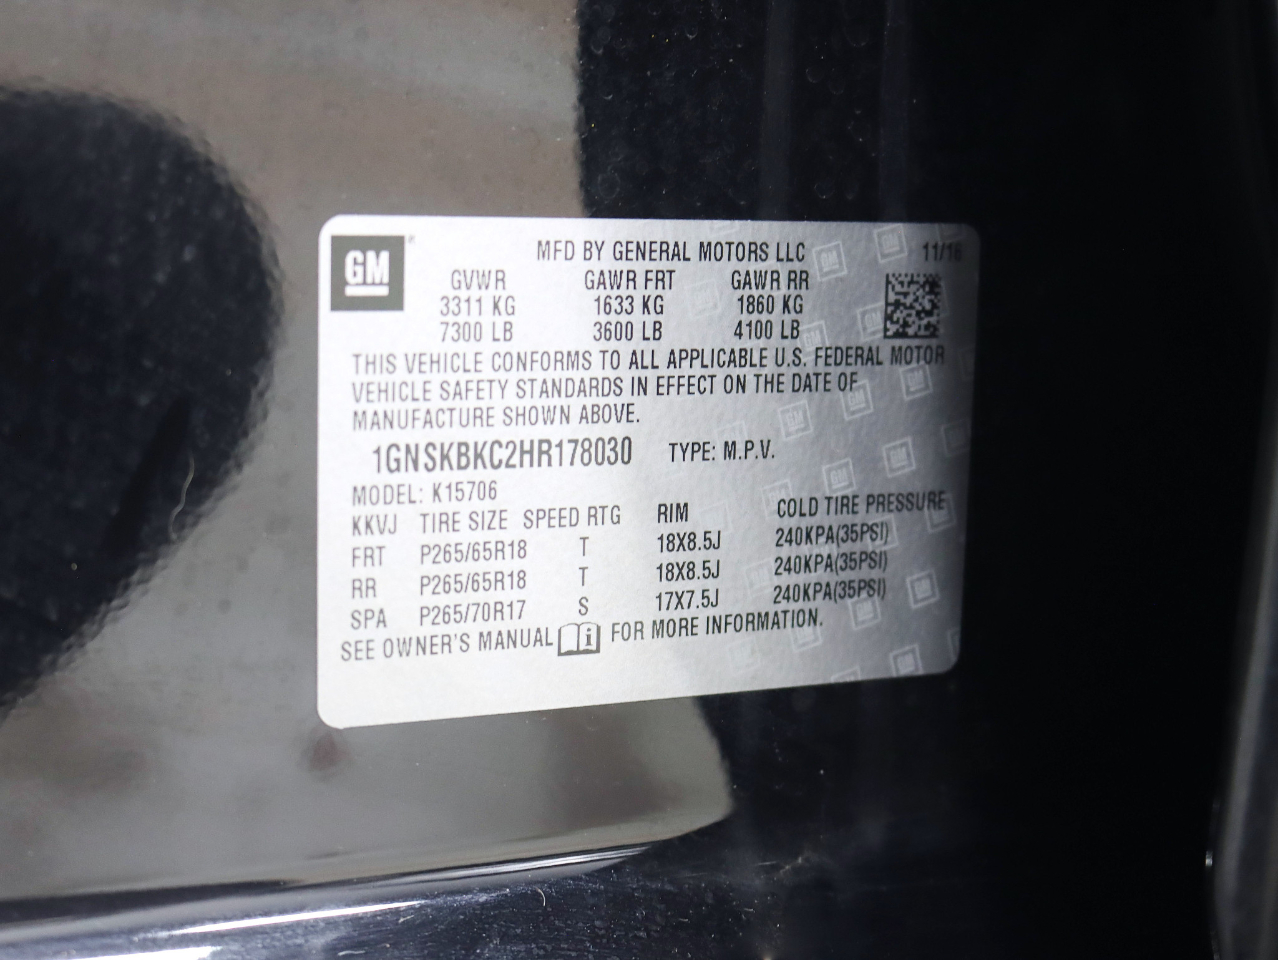 GM
MFD BY GENERAL MOTORS LLC 11/16
GVWR GAWR FRT GAWR RR
3311 KG 1633 KG 1860 KG
7300 LB 3600 LB 4100 LB
THIS VEHICLE CONFORMS TO ALL APPLICABLE U.S. FEDERAL MOTOR
VEHICLE SAFETY STANDARDS IN EFFECT ON THE DATE OF
MANUFACTURE SHOWN ABOVE.
1GNSKBKC2HR178030 TYPE: M.P.V.
MODEL: K15706
KKVJ TIRE SIZE SPEED RTG RIM COLD TIRE PRESSURE
FRT P265/65R18 T 18X8.5J 240KPA(35PSI)
RR P265/65R18 T 18X8.5J 240KPA(35PSI)
SPA P265/70R17 S 17X7.5J 240KPA(35PSI)
SEE OWNER'S MANUAL FOR MORE INFORMATION.